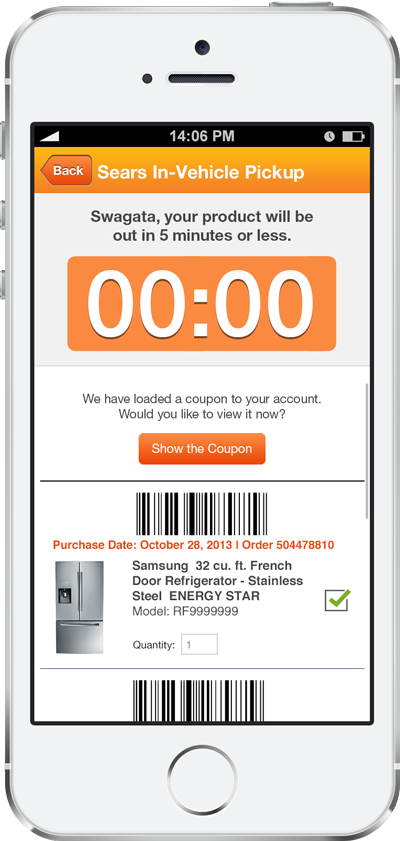 14:06 PM
Back
Sears In-Vehicle Pickup
Swagata, your product will be
out in 5 minutes or less.
00:00
We have loaded a coupon to your account.
Would you like to view it now?
Show the Coupon
Purchase Date: October 28, 2013 | Order 504478810
Samsung 32 cu. ft. French
Door Refrigerator - Stainless
Steel ENERGY STAR
Model: RF9999999
Quantity: 1